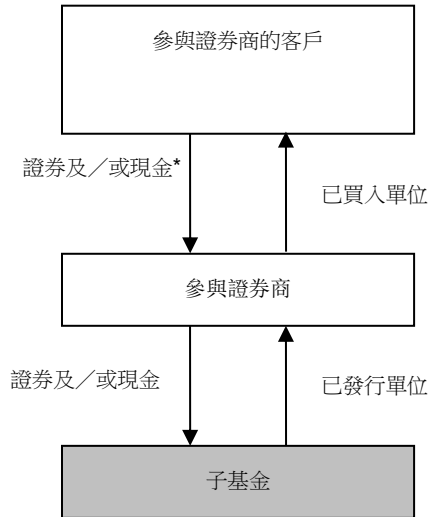 參與證券商的客戶
證券及／或現金*
已買入單位
參與證券商
證券及／或現金
已發行單位
子基金